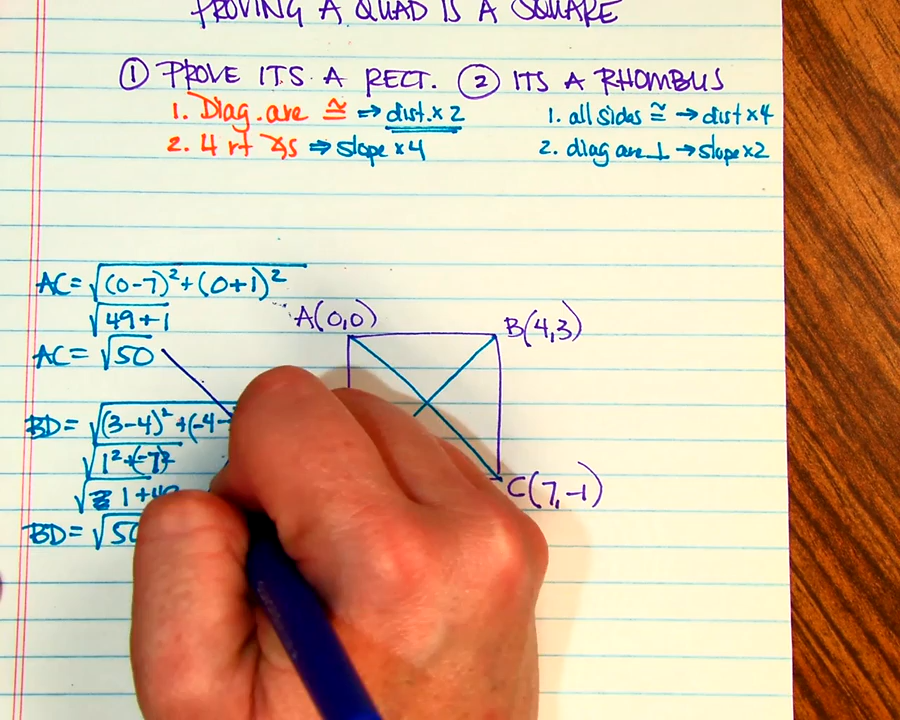 PROVING A QUAD IS A SQUARE
① PROVE ITS A RECT. ② ITS A RHOMBUS
1. Diag. are ≅ ⇒ dist. x 2
2. 4 rt ∡s ⇒ slope x 4
1. all sides ≅ → dist x4
2. diag are ⊥ → slope x 2
AC = √(0-7)² + (0+1)²
√49+1
AC = √50
BD = √(3-4)² + (-4-
√1² + (-7)²
√1+49
BD = √50
A(0,0)
B(4,3)
C(7,-1)